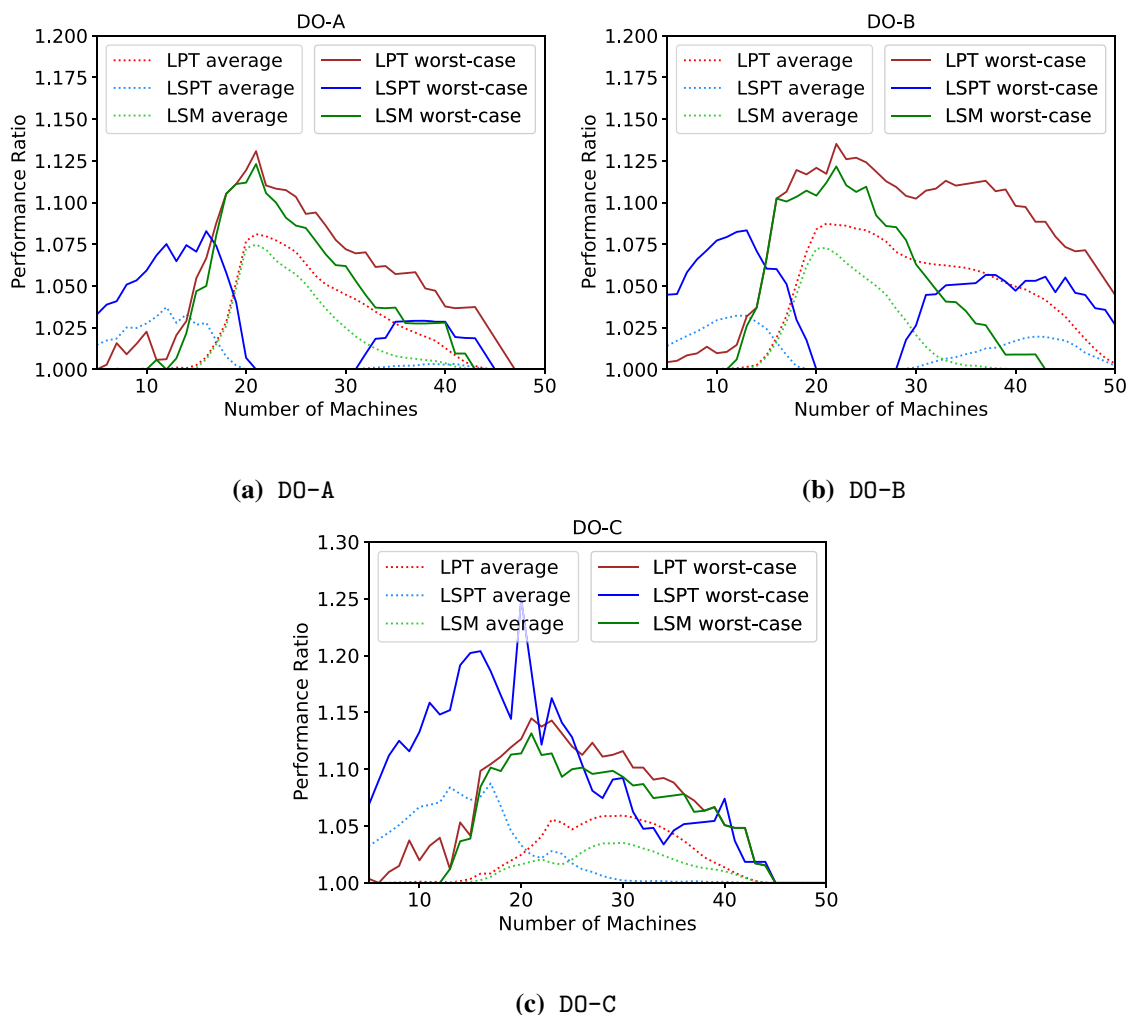 DO-A
1.200
1.175
1.150
1.125
1.100
1.075
1.050
1.025
1.000
Performance Ratio
LPT average
LSPT average
LSM average
LPT worst-case
LSPT worst-case
LSM worst-case
10 20 30 40 50
Number of Machines
(a) DO-A
DO-B
1.200
1.175
1.150
1.125
1.100
1.075
1.050
1.025
1.000
Performance Ratio
LPT average
LSPT average
LSM average
LPT worst-case
LSPT worst-case
LSM worst-case
10 20 30 40 50
Number of Machines
(b) DO-B
DO-C
1.30
1.25
1.20
1.15
1.10
1.05
1.00
Performance Ratio
LPT average
LSPT average
LSM average
LPT worst-case
LSPT worst-case
LSM worst-case
10 20 30 40 50
Number of Machines
(c) DO-C